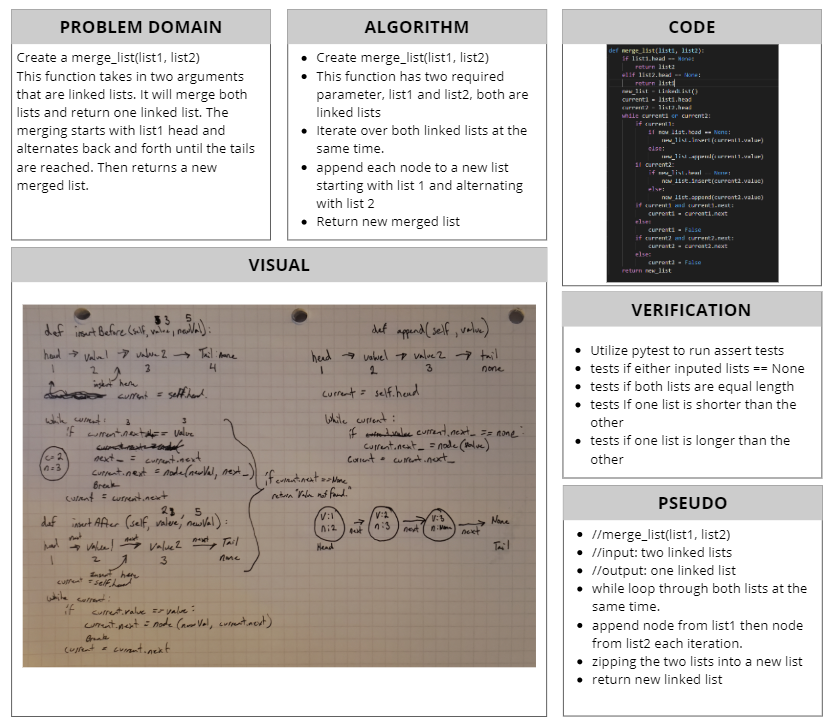 PROBLEM DOMAIN
Create a merge_list(list1, list2)
This function takes in two arguments
that are linked lists. It will merge both
lists and return one linked list. The
merging starts with list1 head and
alternates back and forth until the tails
are reached. Then returns a new
merged list.
ALGORITHM
• Create merge_list(list1, list2)
• This function has two required
parameter, list1 and list2, both are
linked lists
• Iterate over both linked lists at the
same time.
• append each node to a new list
starting with list 1 and alternating
with list 2
• Return new merged list
CODE
def merge_list(list1, list2):
if list1.head == None:
return list2
elif list2.head == None:
return list1
new_list = LinkedList()
current1 = list1.head
current2 = list2.head
while current1 or current2:
if current1:
if new_list.head == None:
new_list.insert(current1.value)
else:
new_list.append(current1.value)
if current2:
if new_list.head == None:
new_list.insert(current2.value)
else:
new_list.append(current2.value)
if current1 and current1.next:
current1 = current1.next
else:
current1 = False
if current2 and current2.next:
current2 = current2.next
else:
current2 = False
return new_list
VISUAL
3 5
def insertBefore(self, value, newVal):
head → value1 → value2 → Tail none
1 2 3 4
insert here
current = self.head
while current:
3 3
if current.next == value
next_ = current.next
current.next = node(newVal, next_)
Break
current = current.next
c = 2
n = 3
if current.next == None
return "Value not found"
2 5
def insertAfter (self, value, newVal):
head next value1 next value2 next Tail
1 2 3 none
insert here
current = self.head
while current:
if current.value == value:
current.next = node(newVal, current.next)
Break
current = current.next
def append(self, value)
head → value1 → value2 → tail
1 2 3 none
current = self.head
While current:
if current.next_ == none:
current.next_ = node(value)
current = current.next_
V:1
n:2
next
V:2
n:3
next
V:3
n:None
next
None
Head
Tail
VERIFICATION
• Utilize pytest to run assert tests
• tests if either inputed lists == None
• tests if both lists are equal length
• tests If one list is shorter than the
other
• tests if one list is longer than the
other
PSEUDO
• //merge_list(list1, list2)
• //input: two linked lists
• //output: one linked list
• while loop through both lists at the
same time.
• append node from list1 then node
from list2 each iteration.
• zipping the two lists into a new list
• return new linked list